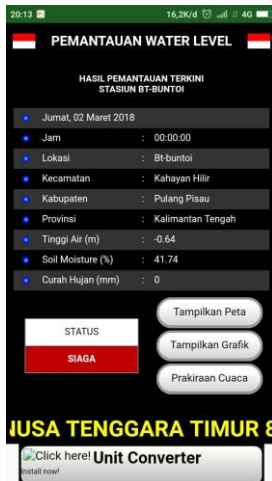 20:13 16,2K/d 4G
PEMANTAUAN WATER LEVEL
HASIL PEMANTAUAN TERKINI
STASIUN BT-BUNTOI
Jumat, 02 Maret 2018
Jam : 00:00:00
Lokasi : Bt-buntoi
Kecamatan : Kahayan Hilir
Kabupaten : Pulang Pisau
Provinsi : Kalimantan Tengah
Tinggi Air (m) : -0.64
Soil Moisture (%) : 41.74
Curah Hujan (mm) : 0
Tampilkan Peta
STATUS
Tampilkan Grafik
SIAGA
Prakiraan Cuaca
NUSA TENGGARA TIMUR 8
Click here! Unit Converter
Install now!